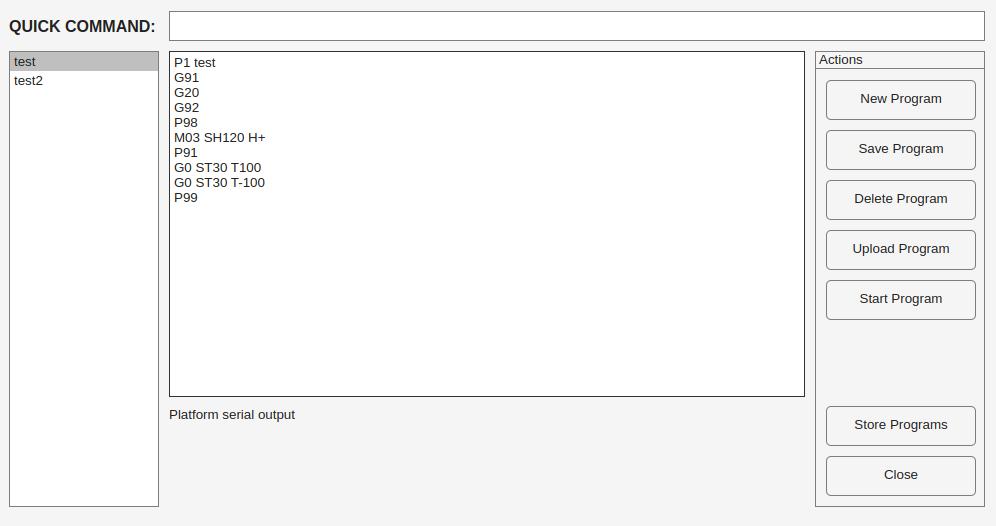 QUICK COMMAND:
test
test2
P1 test
G91
G20
G92
P98
M03 SH120 H+
P91
G0 ST30 T100
G0 ST30 T-100
P99
Platform serial output
Actions
New Program
Save Program
Delete Program
Upload Program
Start Program
Store Programs
Close